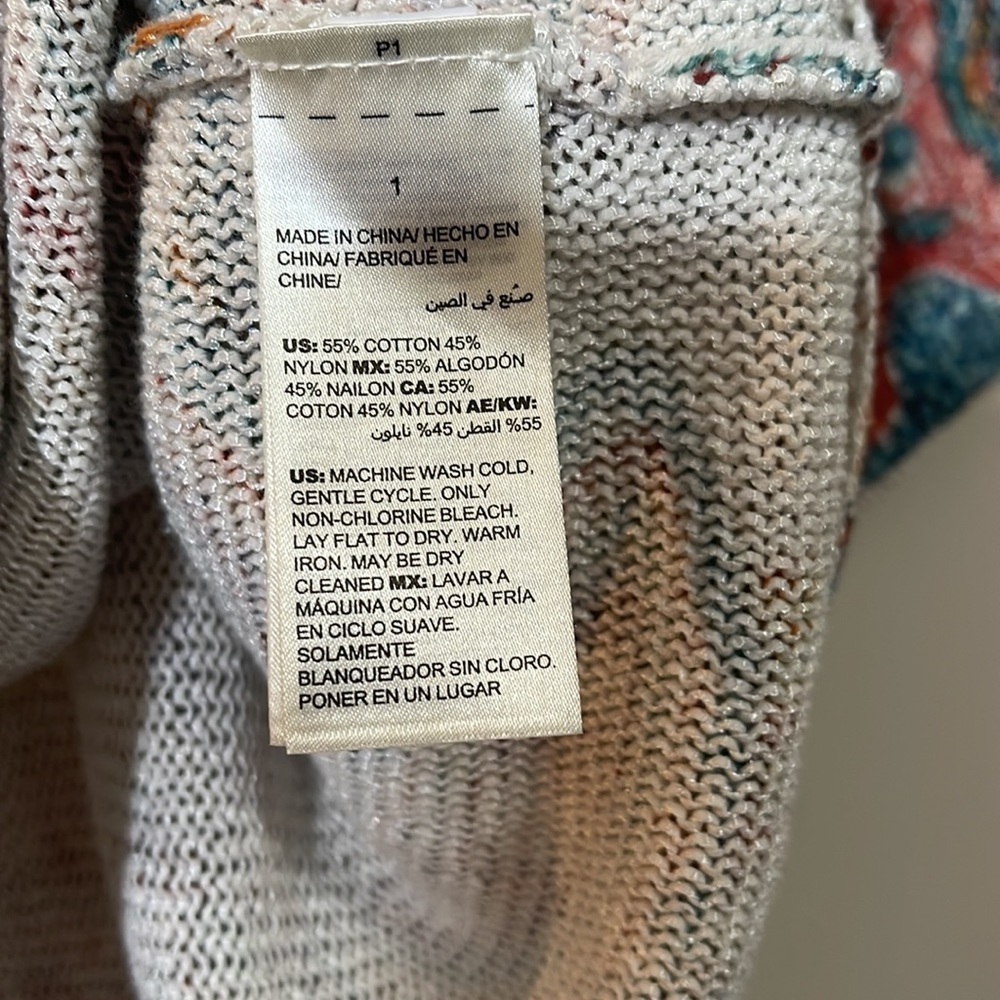 P1
1
MADE IN CHINA/ HECHO EN
CHINA/ FABRIQUÉ EN
CHINE/
صُنع في الصين
US: 55% COTTON 45%
NYLON MX: 55% ALGODÓN
45% NAILON CA: 55%
COTON 45% NYLON AE/KW:
55% القطن 45% نايلون
US: MACHINE WASH COLD,
GENTLE CYCLE. ONLY
NON-CHLORINE BLEACH.
LAY FLAT TO DRY. WARM
IRON. MAY BE DRY
CLEANED MX: LAVAR A
MÁQUINA CON AGUA FRÍA
EN CICLO SUAVE.
SOLAMENTE
BLANQUEADOR SIN CLORO.
PONER EN UN LUGAR